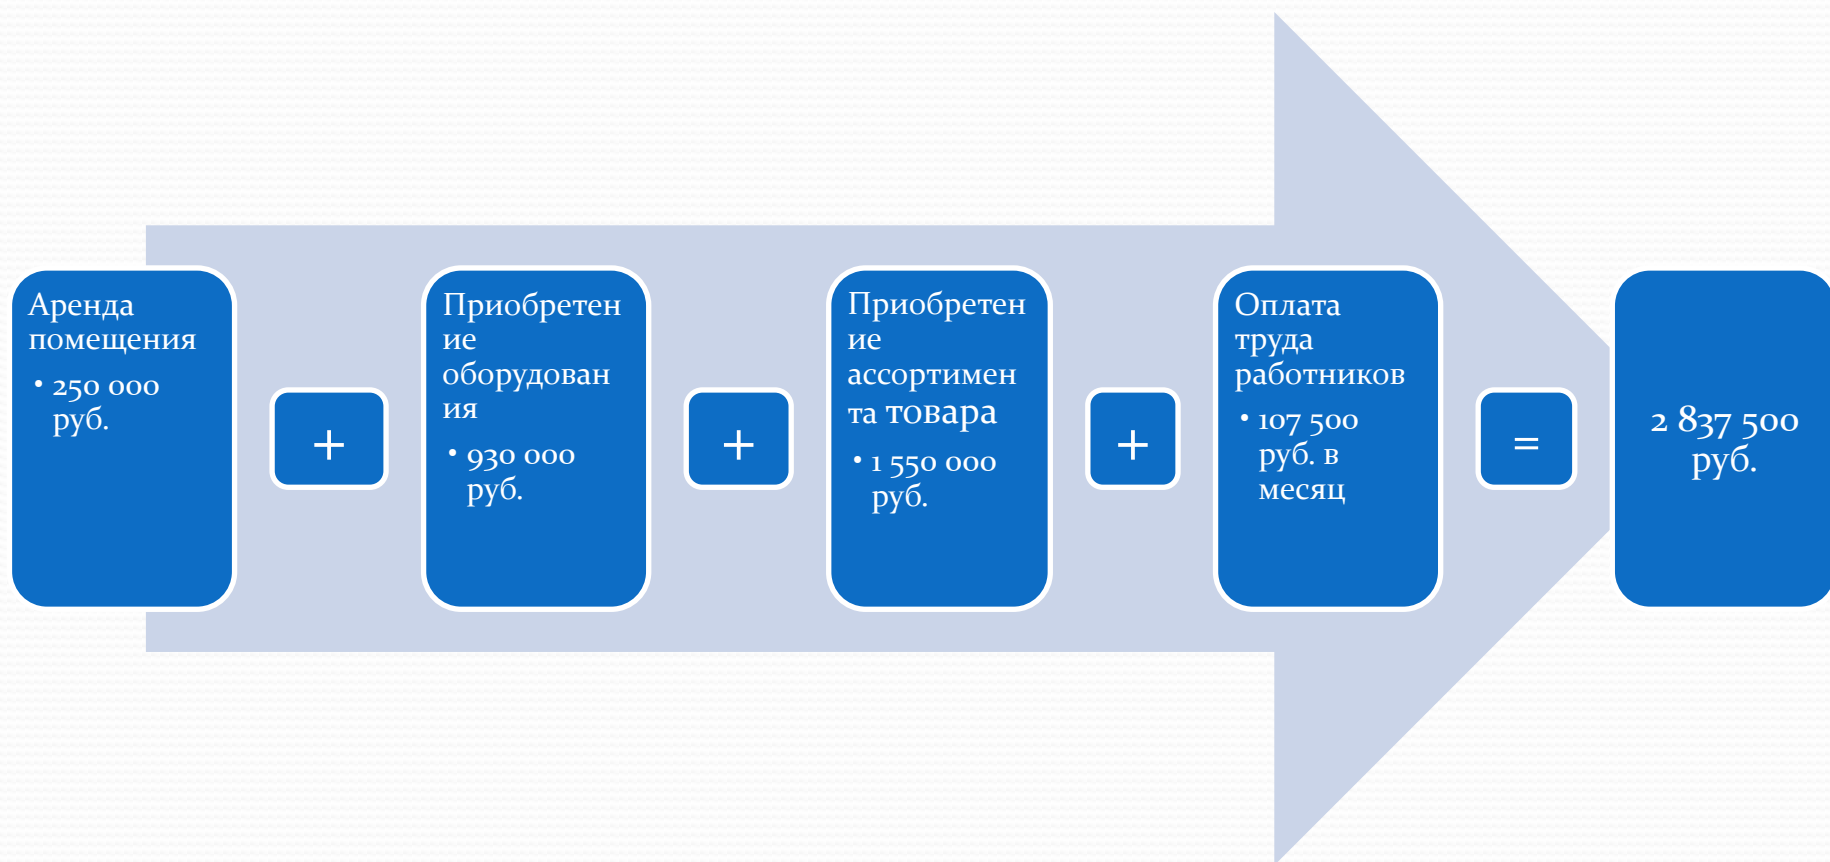 Аренда
помещения
• 250 000
руб.
+
Приобретен
ие
оборудован
ия
• 930 000
руб.
+
Приобретен
ие
ассортимен
та товара
• 1 550 000
руб.
+
Оплата
труда
работников
• 107 500
руб. в
месяц
=
2 837 500
руб.